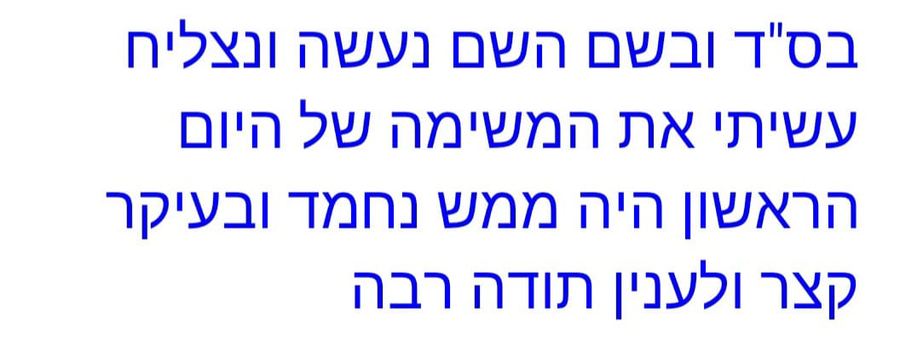 בס"ד ובשם השם נעשה ונצליח
עשיתי את המשימה של היום
הראשון היה ממש נחמד ובעיקר
קצר ולענין תודה רבה